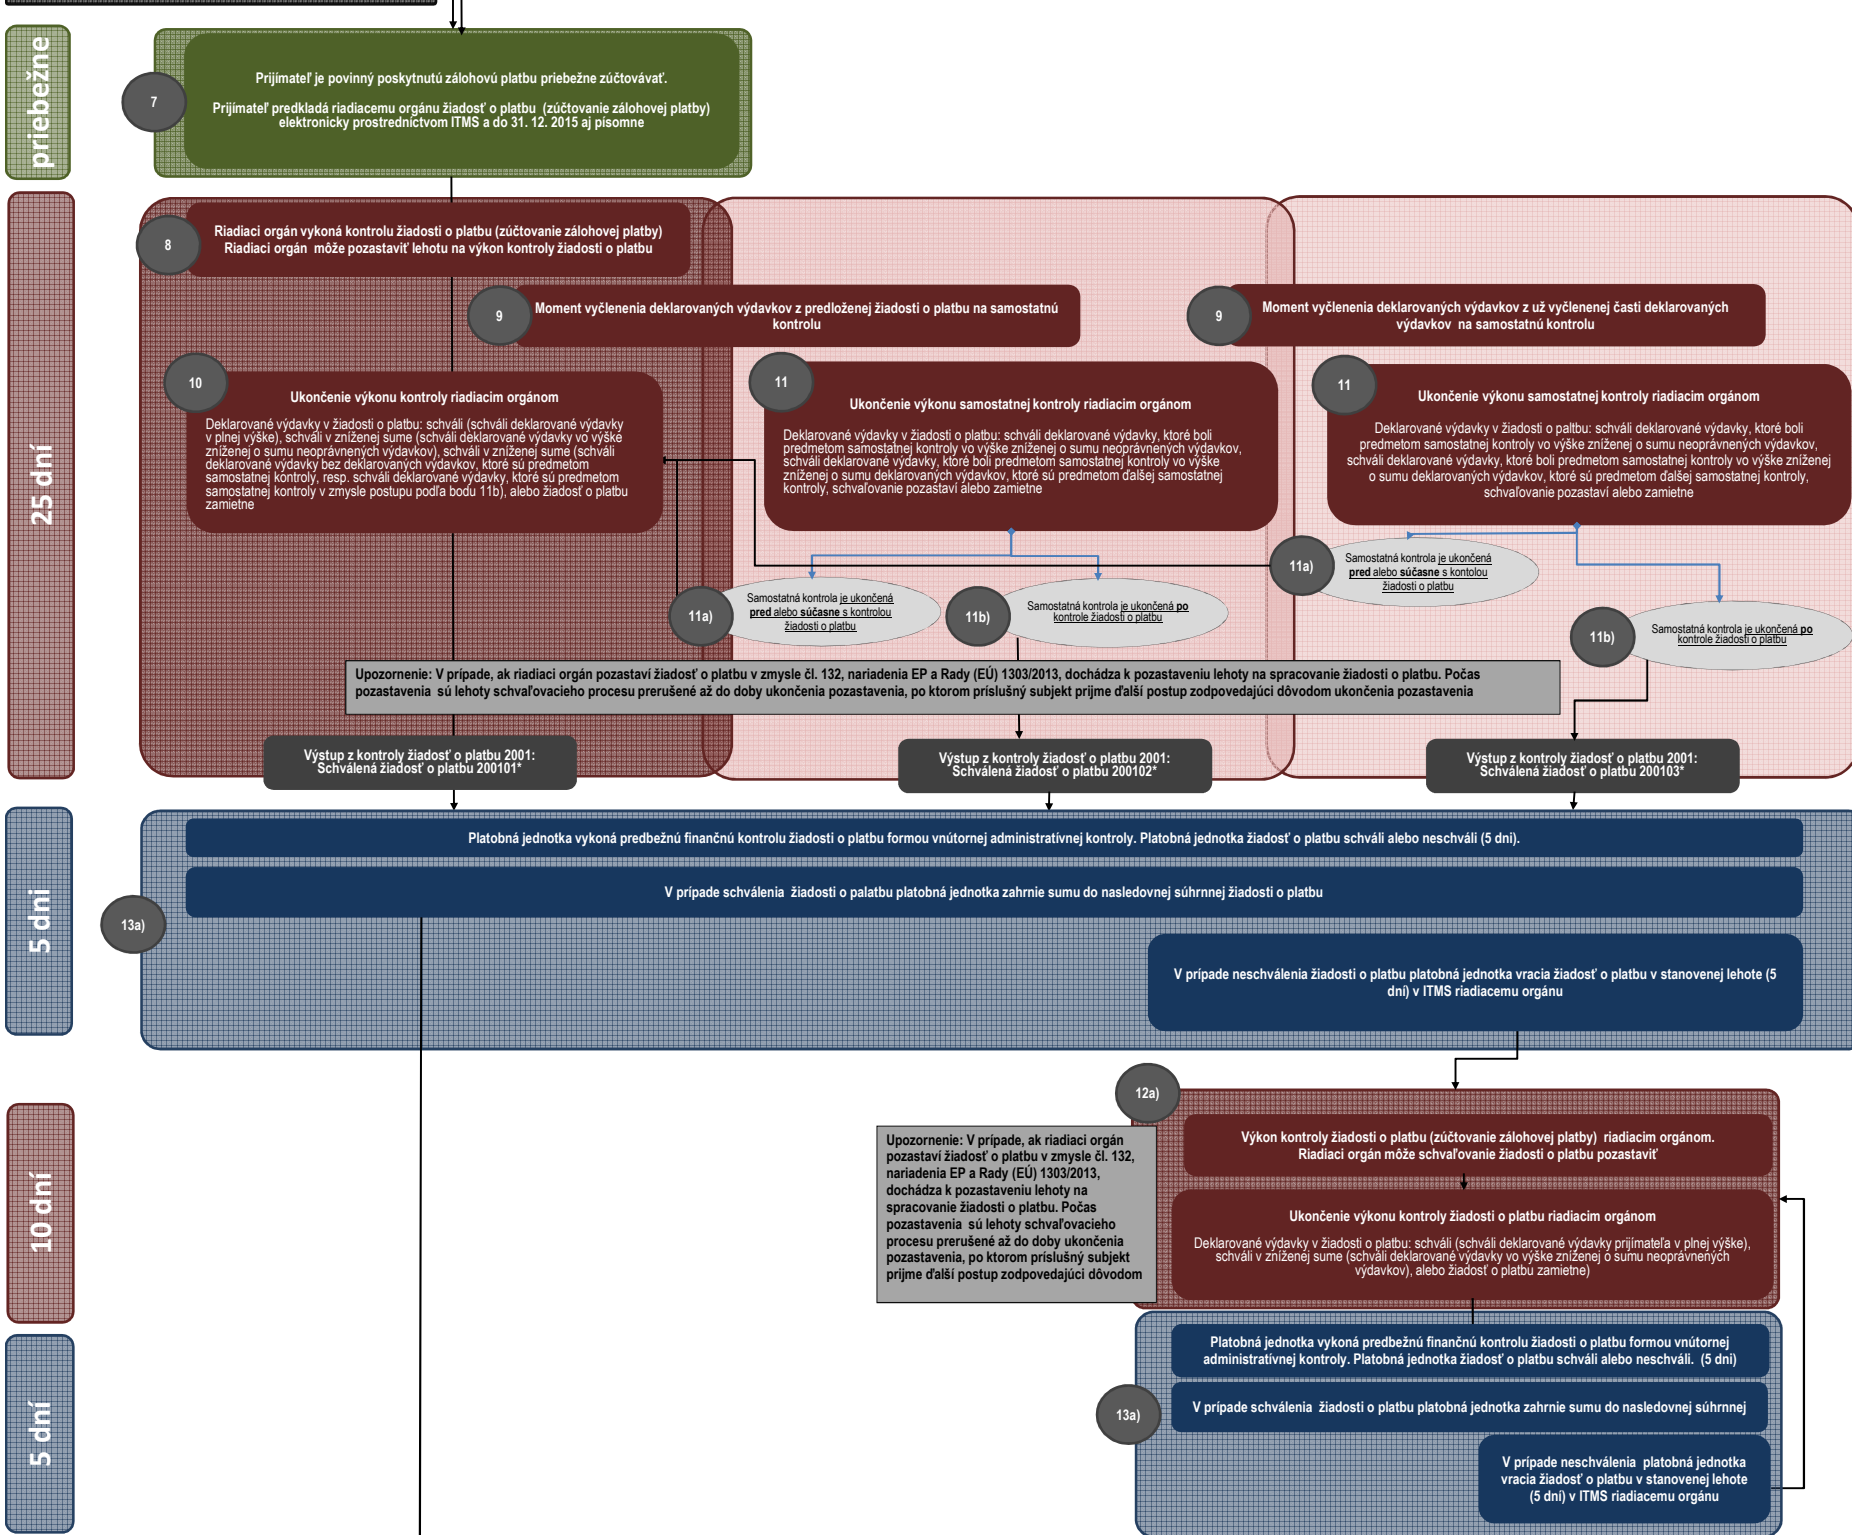 priebežne
7
Prijímateľ je povinný poskytnutú zálohovú platbu priebežne zúčtovávať.
Prijímateľ predkladá riadiacemu orgánu žiadosť o platbu (zúčtovanie zálohovej platby)
elektronicky prostredníctvom ITMS a do 31. 12. 2015 aj písomne
25 dní
8
Riadiaci orgán vykoná kontrolu žiadosti o platbu (zúčtovanie zálohovej platby)
Riadiaci orgán môže pozastaviť lehotu na výkon kontroly žiadosti o platbu
9
Moment vyčlenenia deklarovaných výdavkov z predloženej žiadosti o platbu na samostatnú
kontrolu
9
Moment vyčlenenia deklarovaných výdavkov z už vyčlenenej časti deklarovaných
výdavkov na samostatnú kontrolu
10
Ukončenie výkonu kontroly riadiacim orgánom
Deklarované výdavky v žiadosti o platbu: schváli (schváli deklarované výdavky
v plnej výške), schváli v zníženej sume (schváli deklarované výdavky vo výške
zníženej o sumu neoprávnených výdavkov), schváli v zníženej sume (schváli
deklarované výdavky bez deklarovaných výdavkov, ktoré sú predmetom
samostatnej kontroly, resp. schváli deklarované výdavky, ktoré sú predmetom
samostatnej kontroly v zmysle postupu podľa bodu 11b), alebo žiadosť o platbu
zamietne
11
Ukončenie výkonu samostatnej kontroly riadiacim orgánom
Deklarované výdavky v žiadosti o platbu: schváli deklarované výdavky, ktoré boli
predmetom samostatnej kontroly vo výške zníženej o sumu neoprávnených výdavkov,
schváli deklarované výdavky, ktoré boli predmetom samostatnej kontroly vo výške
zníženej o sumu deklarovaných výdavkov, ktoré sú predmetom ďalšej samostatnej
kontroly, schvaľovanie pozastaví alebo zamietne
11
Ukončenie výkonu samostatnej kontroly riadiacim orgánom
Deklarované výdavky v žiadosti o paltbu: schváli deklarované výdavky, ktoré boli
predmetom samostatnej kontroly vo výške zníženej o sumu neoprávnených výdavkov,
schváli deklarované výdavky, ktoré boli predmetom samostatnej kontroly vo výške zníženej
o sumu deklarovaných výdavkov, ktoré sú predmetom ďalšej samostatnej kontroly,
schvaľovanie pozastaví alebo zamietne
11a)
Samostatná kontrola je ukončená
pred alebo súčasne s kontrolou
žiadosti o platbu
11b)
Samostatná kontrola je ukončená po
kontrole žiadosti o platbu
11a)
Samostatná kontrola je ukončená
pred alebo súčasne s kontolou
žiadosti o platbu
11b)
Samostatná kontrola je ukončená po
kontrole žiadosti o platbu
Upozornenie: V prípade, ak riadiaci orgán pozastaví žiadosť o platbu v zmysle čl. 132, nariadenia EP a Rady (EÚ) 1303/2013, dochádza k pozastaveniu lehoty na spracovanie žiadosti o platbu. Počas
pozastavenia sú lehoty schvaľovacieho procesu prerušené až do doby ukončenia pozastavenia, po ktorom príslušný subjekt prijme ďalší postup zodpovedajúci dôvodom ukončenia pozastavenia
Výstup z kontroly žiadosť o platbu 2001:
Schválená žiadosť o platbu 200101*
Výstup z kontroly žiadosť o platbu 2001:
Schválená žiadosť o platbu 200102*
Výstup z kontroly žiadosť o platbu 2001:
Schválená žiadosť o platbu 200103*
5 dni
13a)
Platobná jednotka vykoná predbežnú finančnú kontrolu žiadosti o platbu formou vnútornej administratívnej kontroly. Platobná jednotka žiadosť o platbu schváli alebo neschváli (5 dni).
V prípade schválenia žiadosti o palatbu platobná jednotka zahrnie sumu do nasledovnej súhrnnej žiadosti o platbu
V prípade neschválenia žiadosti o platbu platobná jednotka vracia žiadosť o platbu v stanovenej lehote (5
dní) v ITMS riadiacemu orgánu
10 dní
12a)
Výkon kontroly žiadosti o platbu (zúčtovanie zálohovej platby) riadiacim orgánom.
Riadiaci orgán môže schvaľovanie žiadosti o platbu pozastaviť
Upozornenie: V prípade, ak riadiaci orgán
pozastaví žiadosť o platbu v zmysle čl. 132,
nariadenia EP a Rady (EÚ) 1303/2013,
dochádza k pozastaveniu lehoty na
spracovanie žiadosti o platbu. Počas
pozastavenia sú lehoty schvaľovacieho
procesu prerušené až do doby ukončenia
pozastavenia, po ktorom príslušný subjekt
prijme ďalší postup zodpovedajúci dôvodom
Ukončenie výkonu kontroly žiadosti o platbu riadiacim orgánom
Deklarované výdavky v žiadosti o platbu: schváli (schváli deklarované výdavky prijímateľa v plnej výške),
schváli v zníženej sume (schváli deklarované výdavky vo výške zníženej o sumu neoprávnených
výdavkov), alebo žiadosť o platbu zamietne)
5 dní
13a)
Platobná jednotka vykoná predbežnú finančnú kontrolu žiadosti o platbu formou vnútornej
administratívnej kontroly. Platobná jednotka žiadosť o platbu schváli alebo neschváli. (5 dni)
V prípade schválenia žiadosti o platbu platobná jednotka zahrnie sumu do nasledovnej súhrnnej
V prípade neschválenia platobná jednotka
vracia žiadosť o platbu v stanovenej lehote
(5 dní) v ITMS riadiacemu orgánu